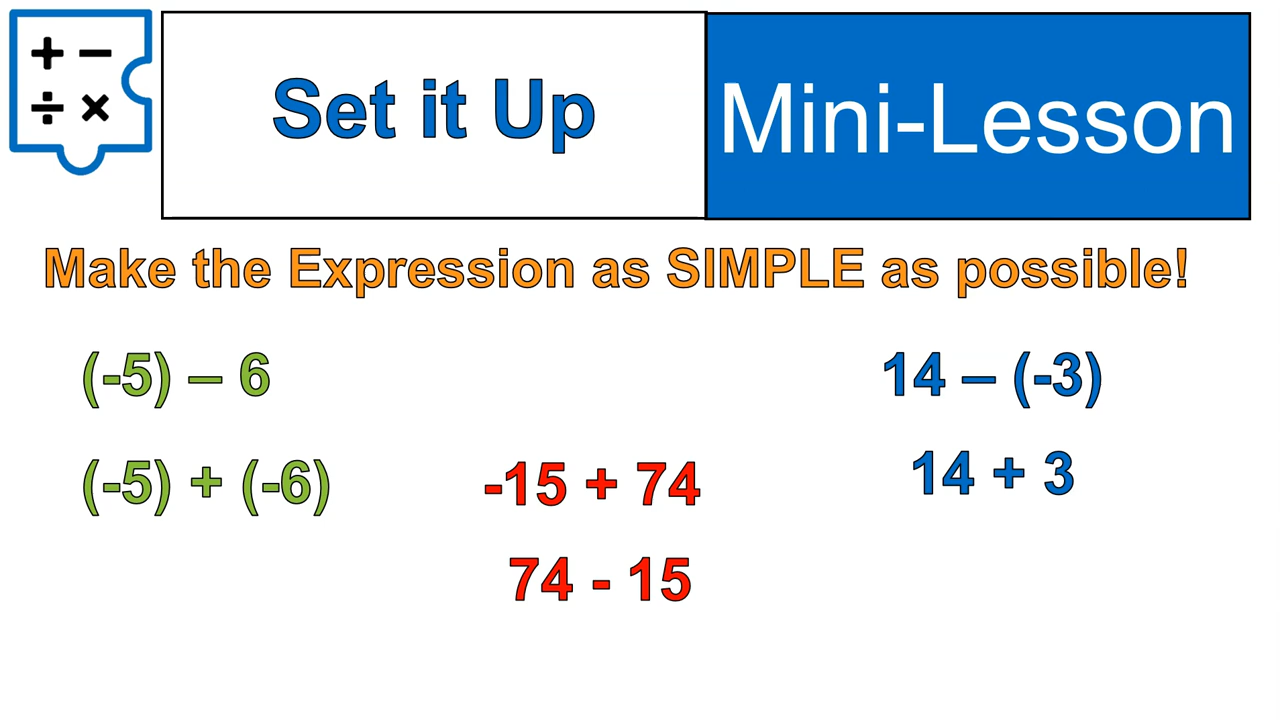 + −
÷ ×
Set it Up
Mini-Lesson
Make the Expression as SIMPLE as possible!
(-5) – 6
(-5) + (-6)
-15 + 74
74 - 15
14 – (-3)
14 + 3